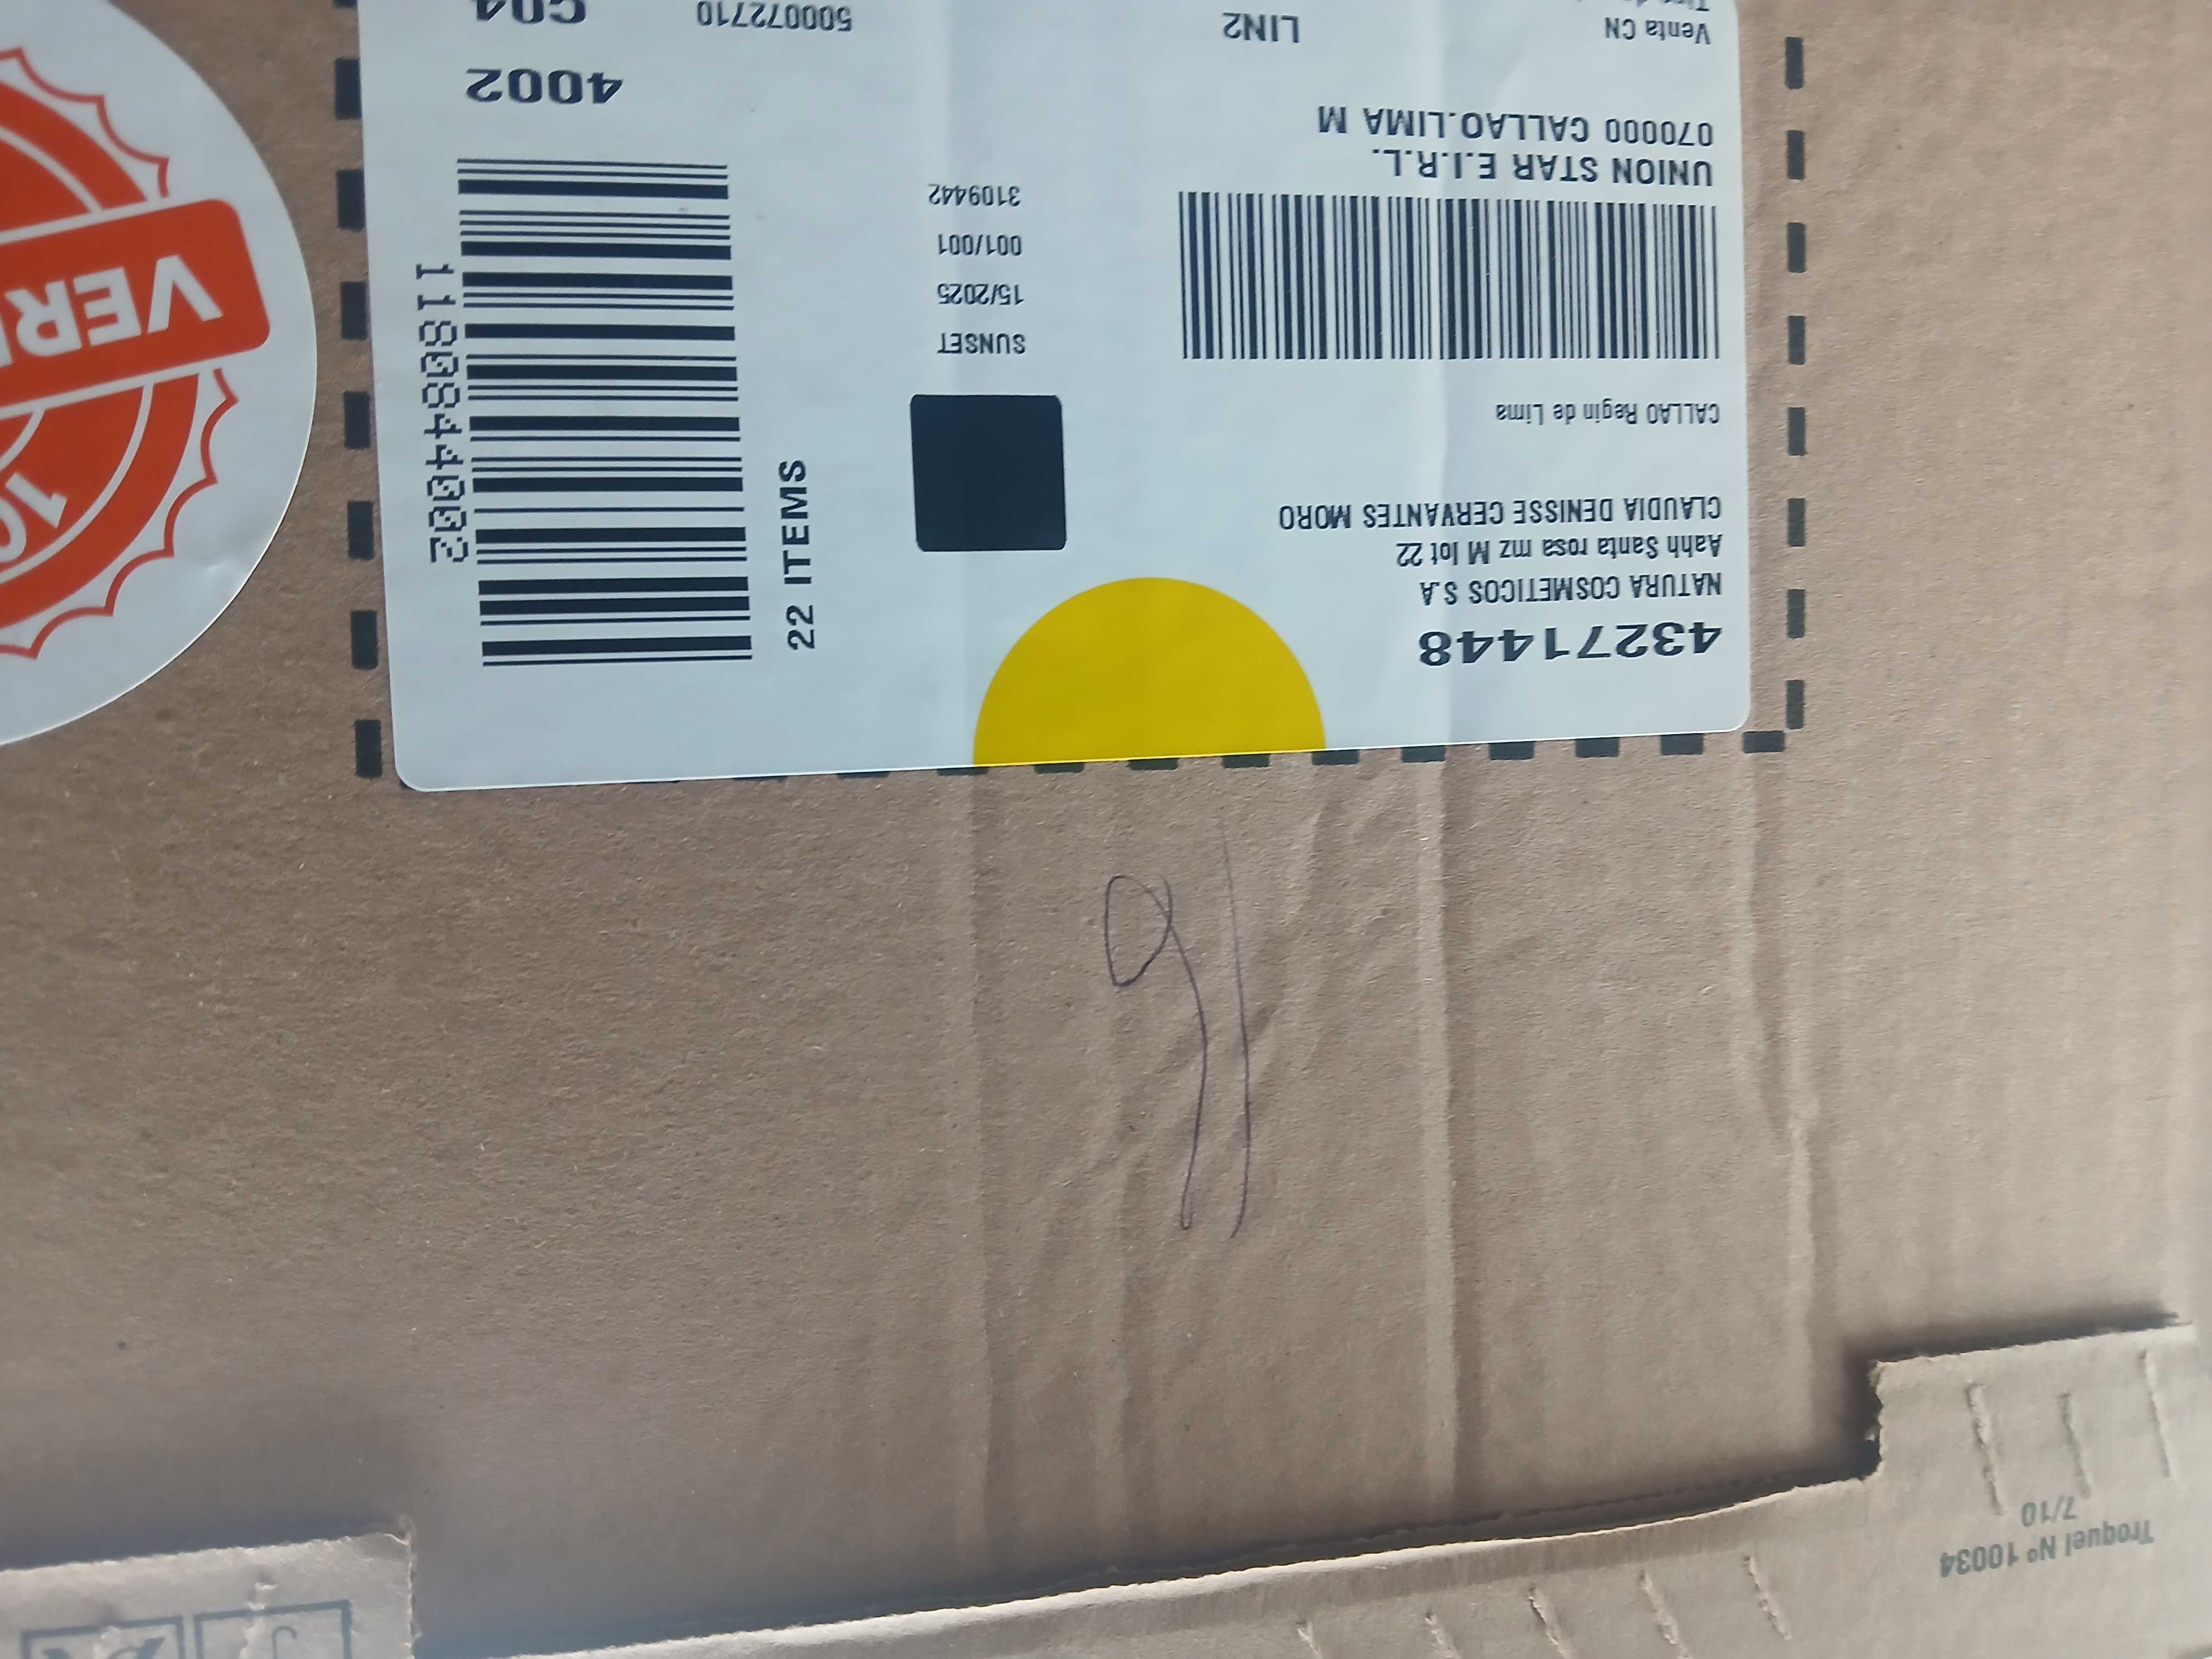 43271448
NATURA COSMETICOS S.A
Aahh Santa rosa mz M lot 22
CLAUDIA DENISSE CERVANTES MORO
CALLAO Regin de Lima
UNION STAR E.I.R.L.
070000 CALLAO.LIMA M
Venta CN
LIN2
SUNSET
15/2025
001/001
3109442
22 ITEMS
11808844002
4002
C04
500072710
Troquel Nº 10034
7/10